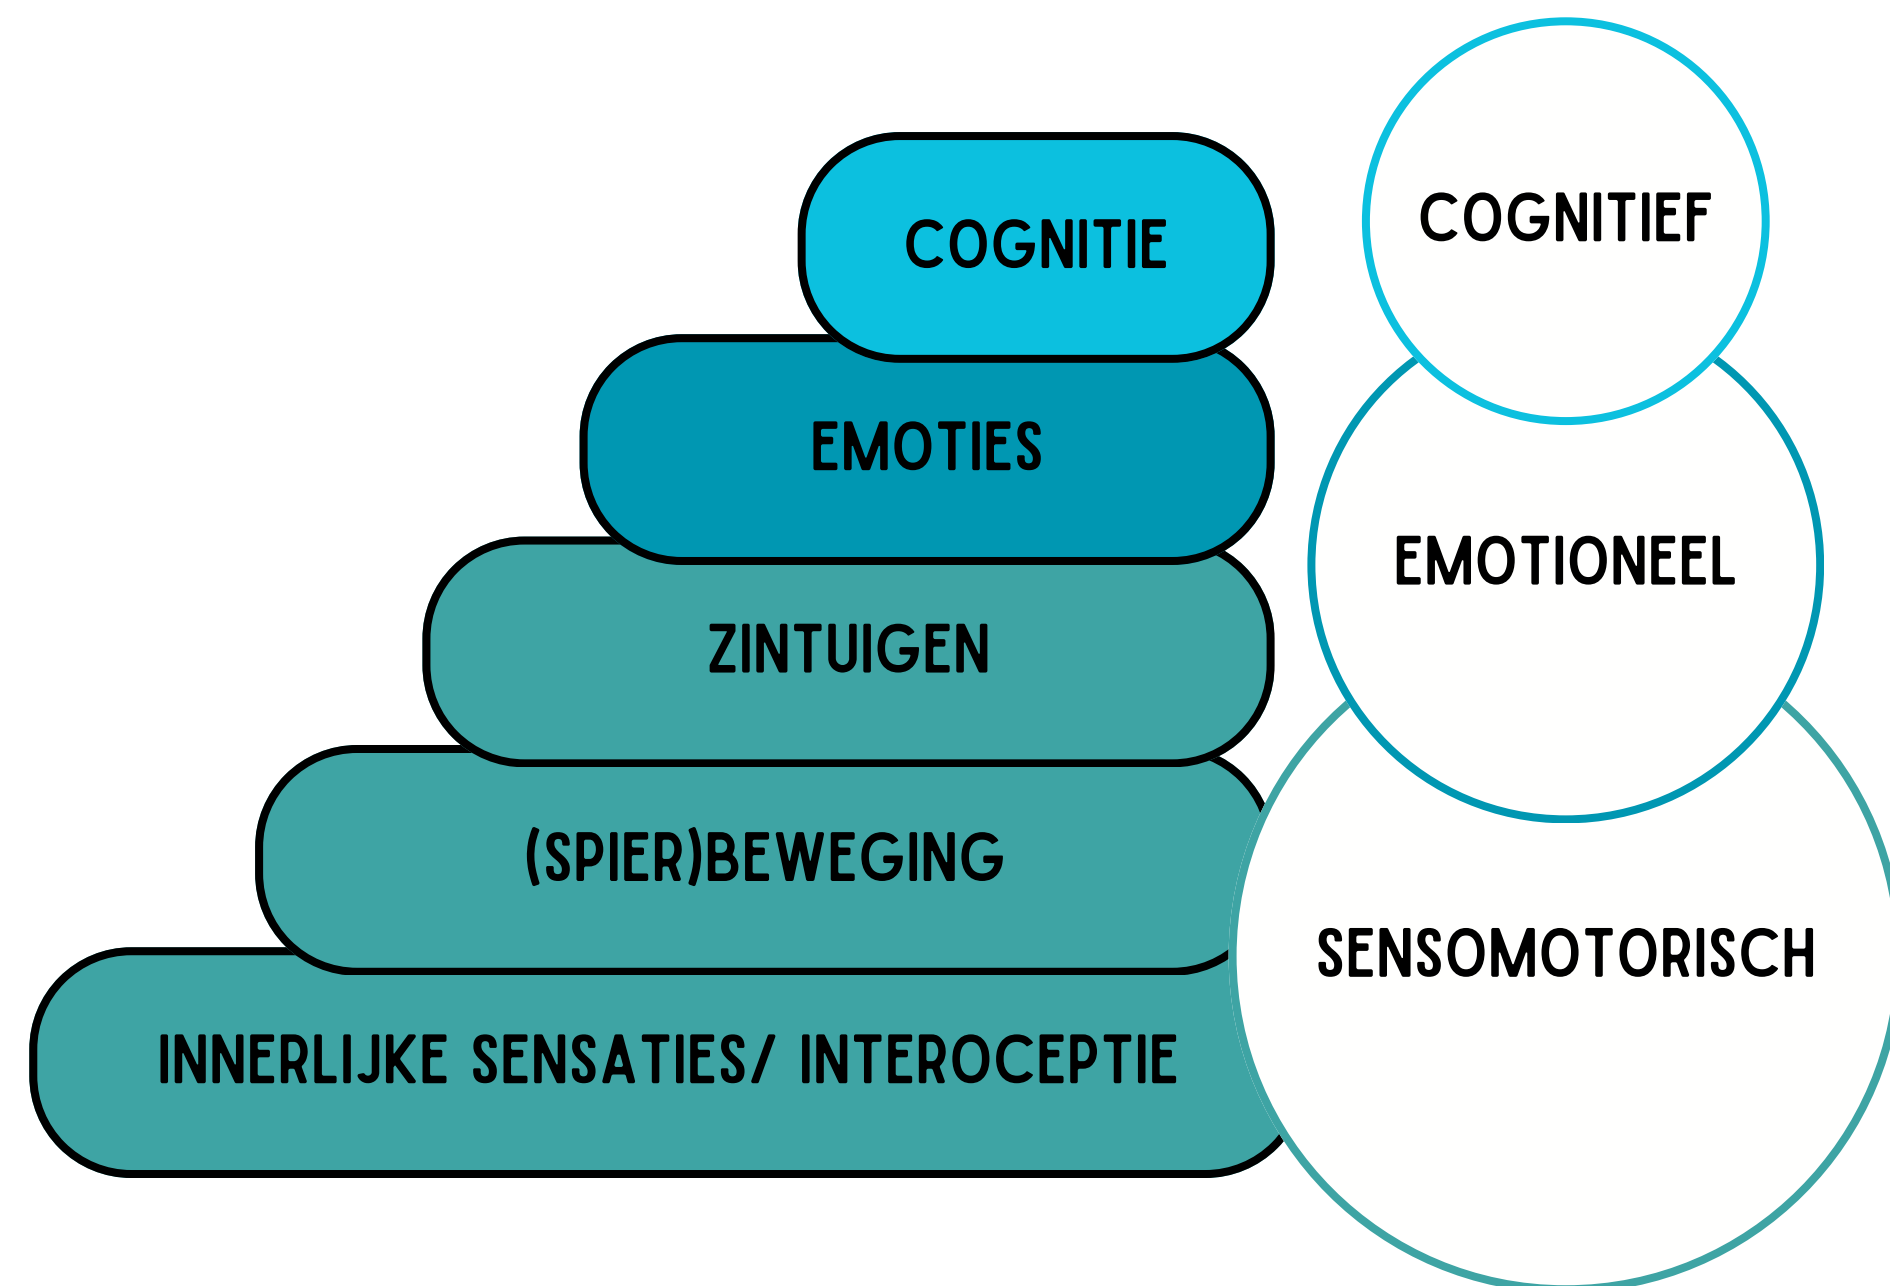 COGNITIE
EMOTIES
ZINTUIGEN
(SPIER)BEWEGING
INNERLIJKE SENSATIES/ INTEROCEPTIE
COGNITIEF
EMOTIONEEL
SENSOMOTORISCH